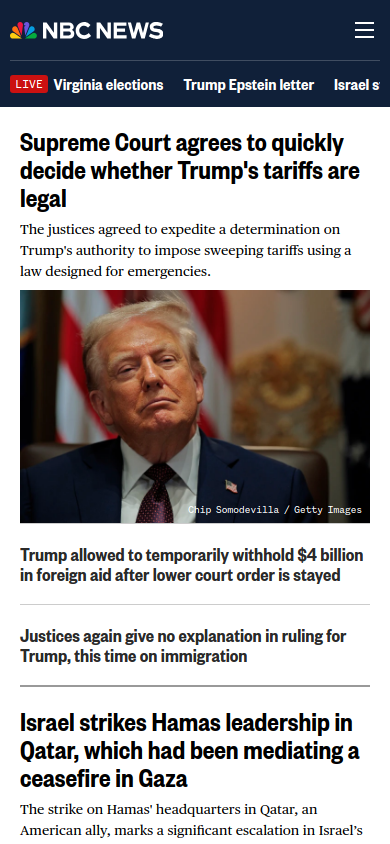 NBC NEWS
LIVE Virginia elections Trump Epstein letter Israel s
Supreme Court agrees to quickly
decide whether Trump's tariffs are
legal
The justices agreed to expedite a determination on
Trump's authority to impose sweeping tariffs using a
law designed for emergencies.
Chip Somodevilla / Getty Images
Trump allowed to temporarily withhold $4 billion
in foreign aid after lower court order is stayed
Justices again give no explanation in ruling for
Trump, this time on immigration
Israel strikes Hamas leadership in
Qatar, which had been mediating a
ceasefire in Gaza
The strike on Hamas' headquarters in Qatar, an
American ally, marks a significant escalation in Israel’s